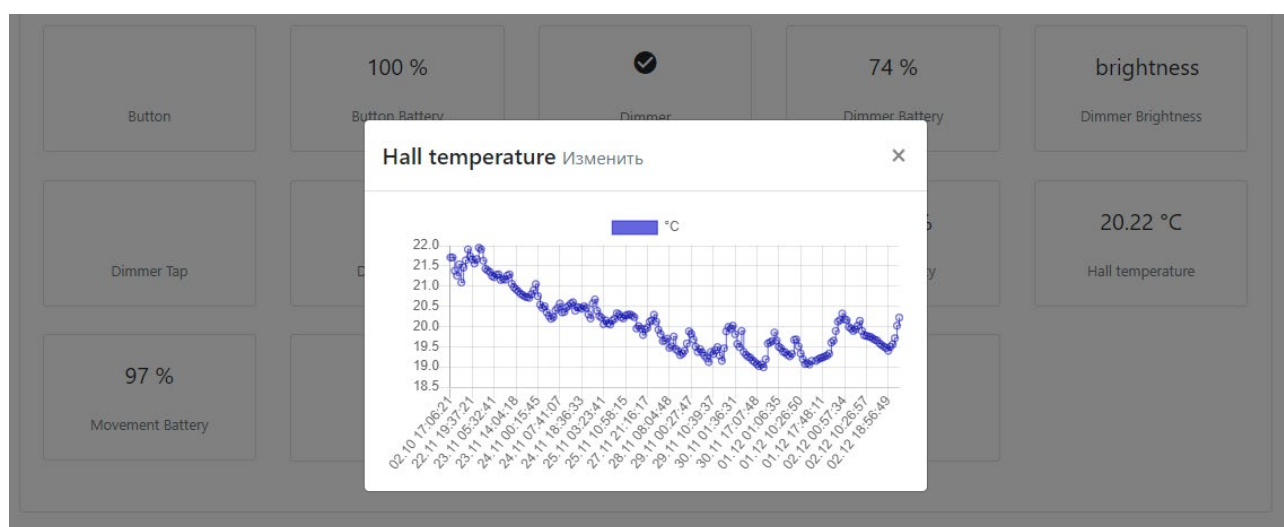 100 %
74 %
brightness
Button
Button Battery
Dimmer
Dimmer Battery
Dimmer Brightness
Hall temperature Изменить
×
°C
22.0
21.5
21.0
20.5
20.0
19.5
19.0
18.5
02.10 17:06:21
22.11 19:37:21
23.11 05:32:41
23.11 14:04:18
24.11 00:15:45
24.11 07:41:07
24.11 18:36:33
25.11 03:23:41
25.11 10:58:15
27.11 21:16:17
28.11 08:04:48
29.11 00:27:47
29.11 10:39:37
30.11 01:36:31
30.11 17:07:48
01.12 01:06:35
01.12 10:26:50
01.12 17:48:11
02.12 00:57:34
02.12 10:26:57
02.12 18:56:49
20.22 °C
Dimmer Tap
Hall temperature
97 %
Movement Battery